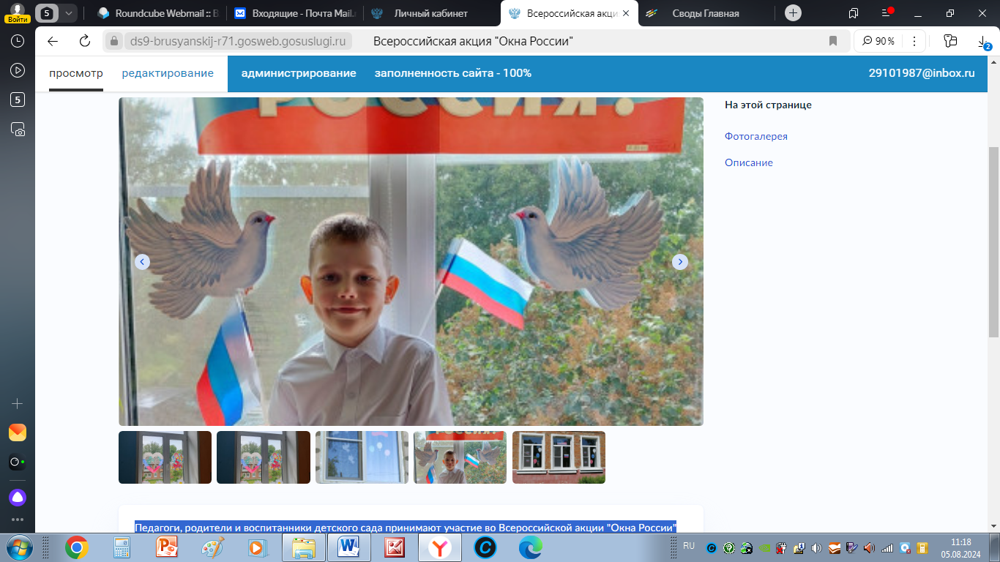 Войти
5
Roundcube Webmail :: В
Входящие - Почта Mail.
Личный кабинет
Всероссийская акци
Своды Главная
ds9-brusyanskij-r71.gosweb.gosuslugi.ru
Всероссийская акция "Окна России"
90 %
2
5
просмотр
редактирование
администрирование
заполненность сайта - 100%
29101987@inbox.ru
РОССИЯ!
На этой странице
Фотогалерея
Описание
Педагоги, родители и воспитанники детского сада принимают участие во Всероссийской акции "Окна России"
RU
11:18
05.08.2024